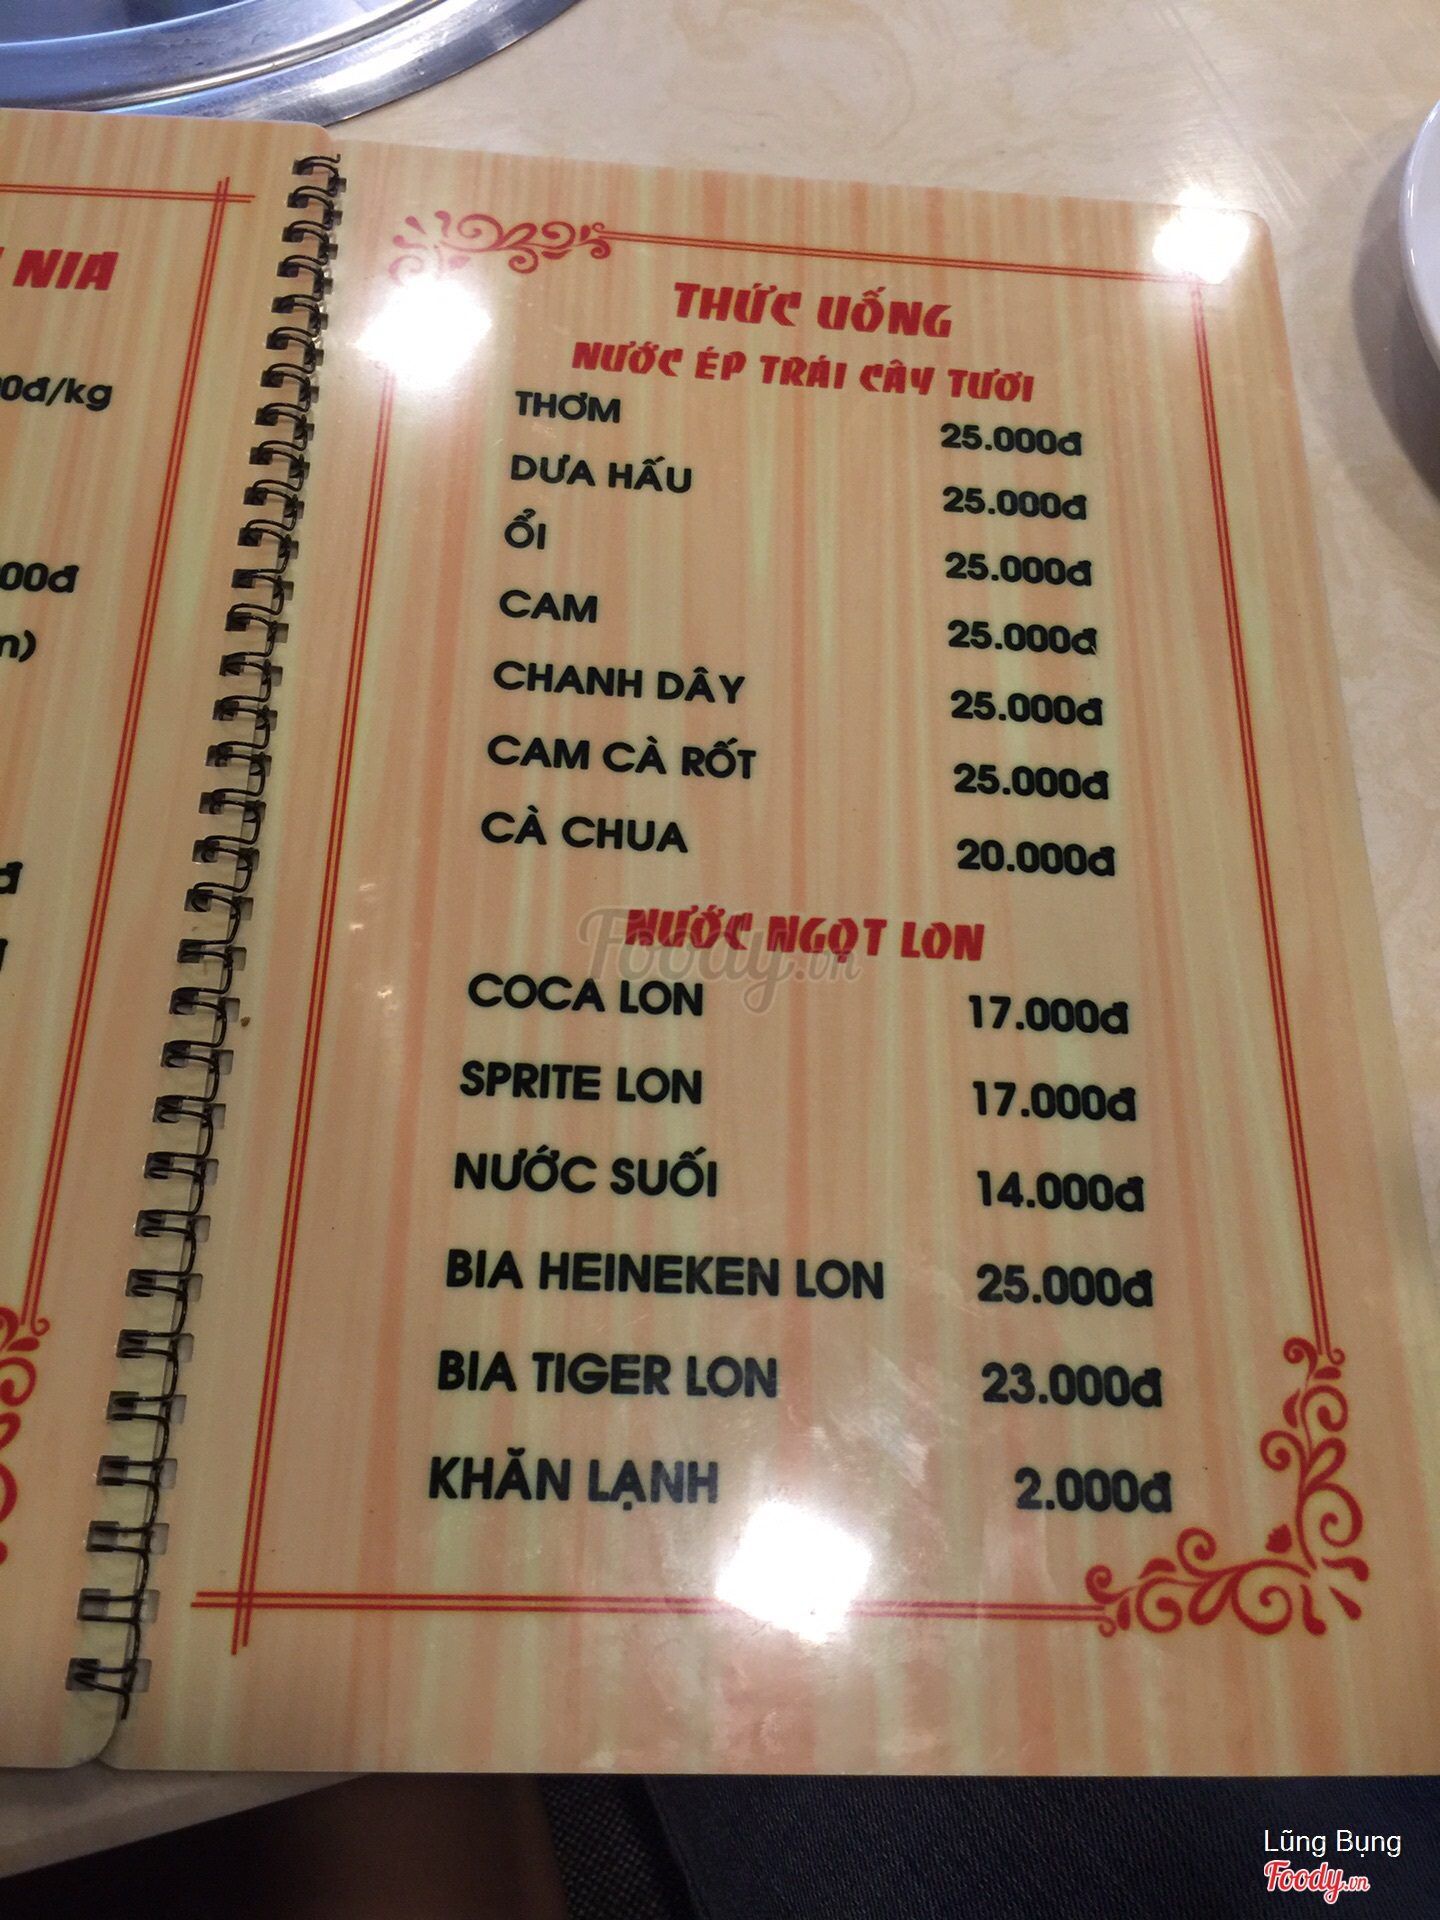 NIA
0đ/kg
00đ
n)
đ
THỨC UỐNG
NƯỚC ÉP TRÁI CÂY TƯƠI
THƠM 25.000đ
DƯA HẤU 25.000đ
ỔI 25.000đ
CAM 25.000đ
CHANH DÂY 25.000đ
CAM CÀ RỐT 25.000đ
CÀ CHUA 20.000đ
NƯỚC NGỌT LON
Foody.vn
COCA LON 17.000đ
SPRITE LON 17.000đ
NƯỚC SUỐI 14.000đ
BIA HEINEKEN LON 25.000đ
BIA TIGER LON 23.000đ
KHĂN LẠNH 2.000đ
Lũng Bụng
Foody.vn